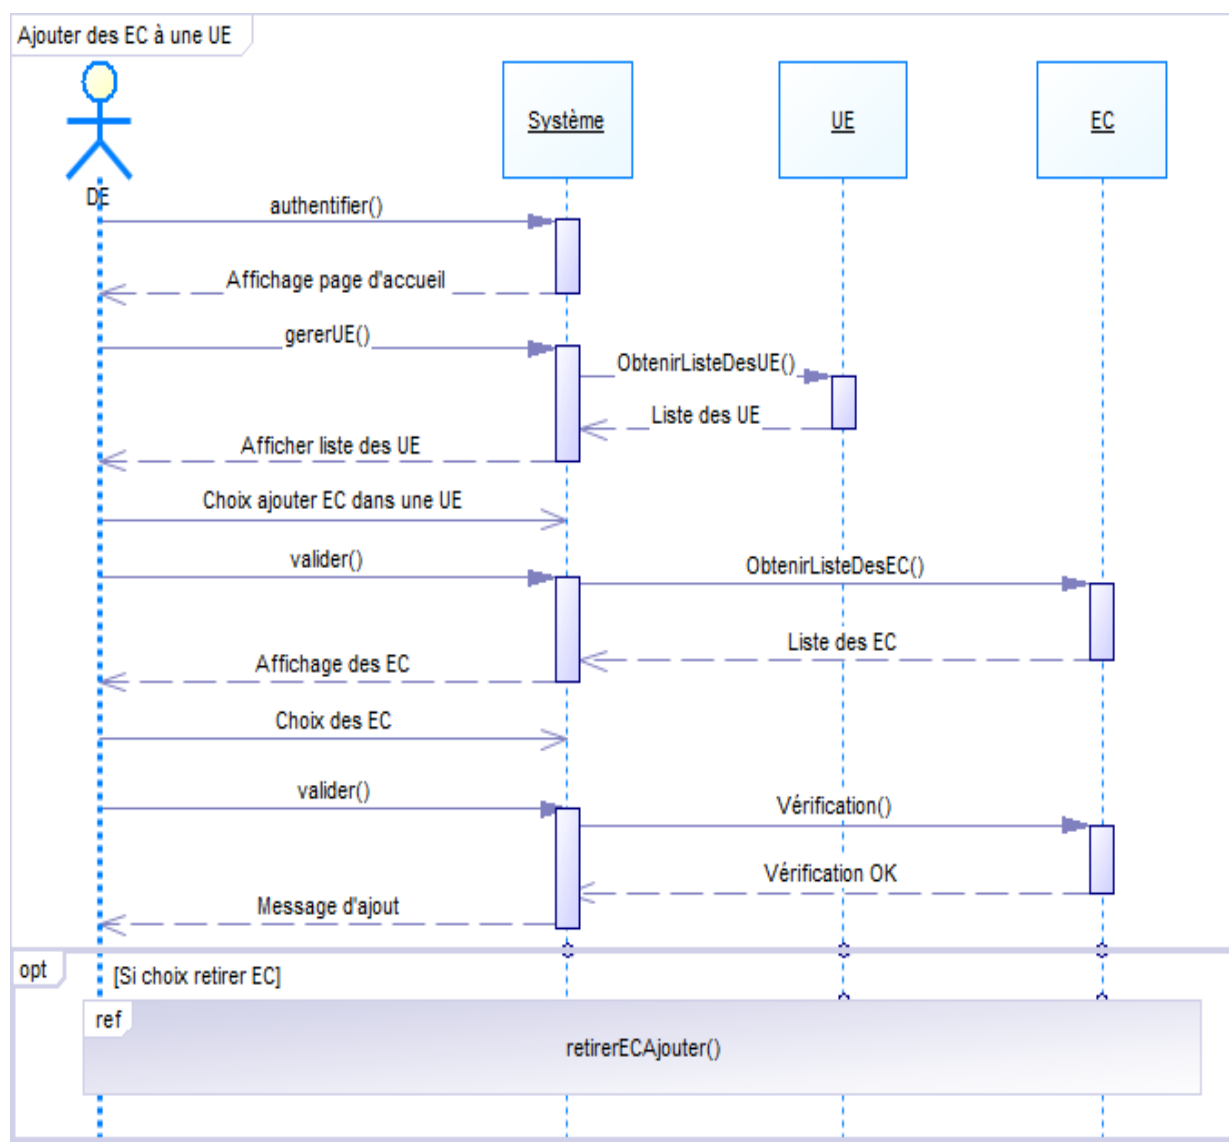 Ajouter des EC à une UE
Système
UE
EC
DE
authentifier()
Affichage page d'accueil
gererUE()
ObtenirListeDesUE()
Liste des UE
Afficher liste des UE
Choix ajouter EC dans une UE
valider()
ObtenirListeDesEC()
Liste des EC
Affichage des EC
Choix des EC
valider()
Vérification()
Vérification OK
Message d'ajout
opt
[Si choix retirer EC]
ref
retirerECAjouter()